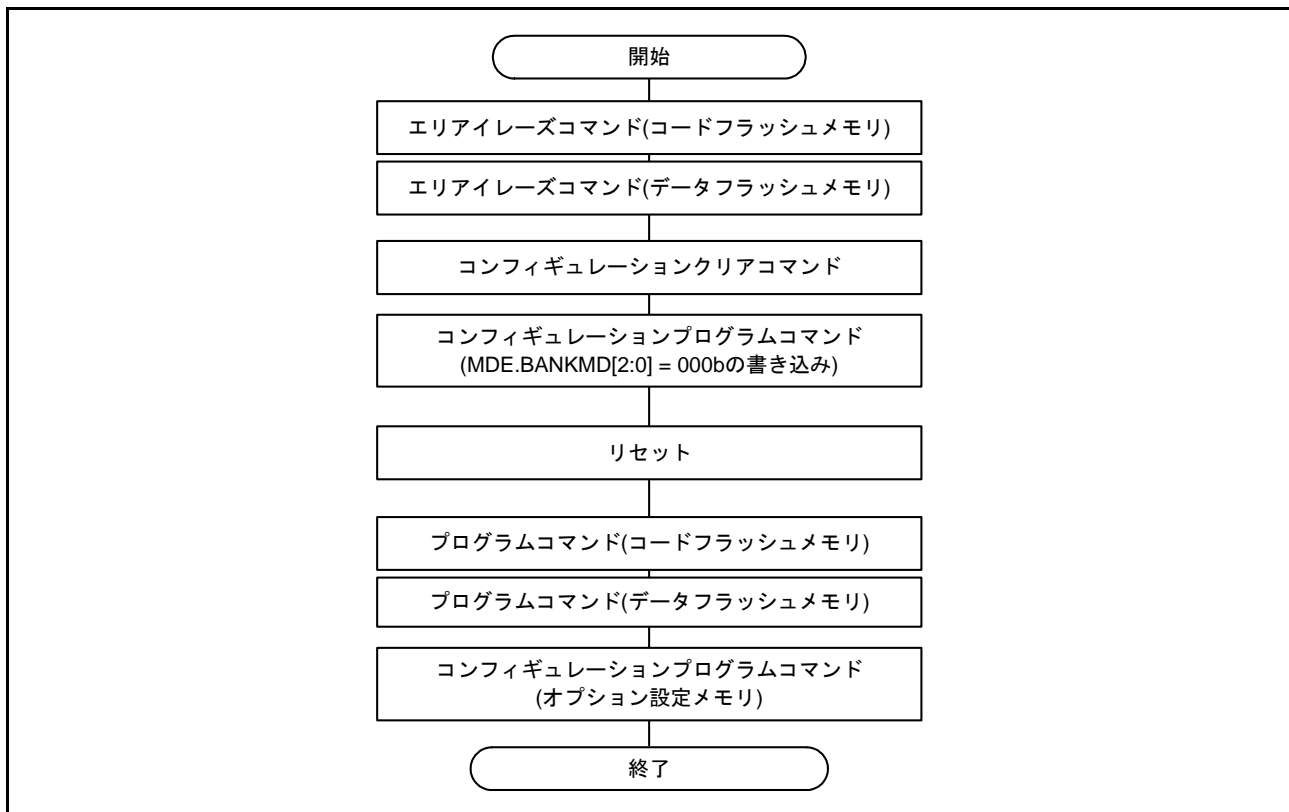 開始
エリアイレーズコマンド(コードフラッシュメモリ)
エリアイレーズコマンド(データフラッシュメモリ)
コンフィギュレーションクリアコマンド
コンフィギュレーションプログラムコマンド
(MDE.BANKMD[2:0] = 000bの書き込み)
リセット
プログラムコマンド(コードフラッシュメモリ)
プログラムコマンド(データフラッシュメモリ)
コンフィギュレーションプログラムコマンド
(オプション設定メモリ)
終了